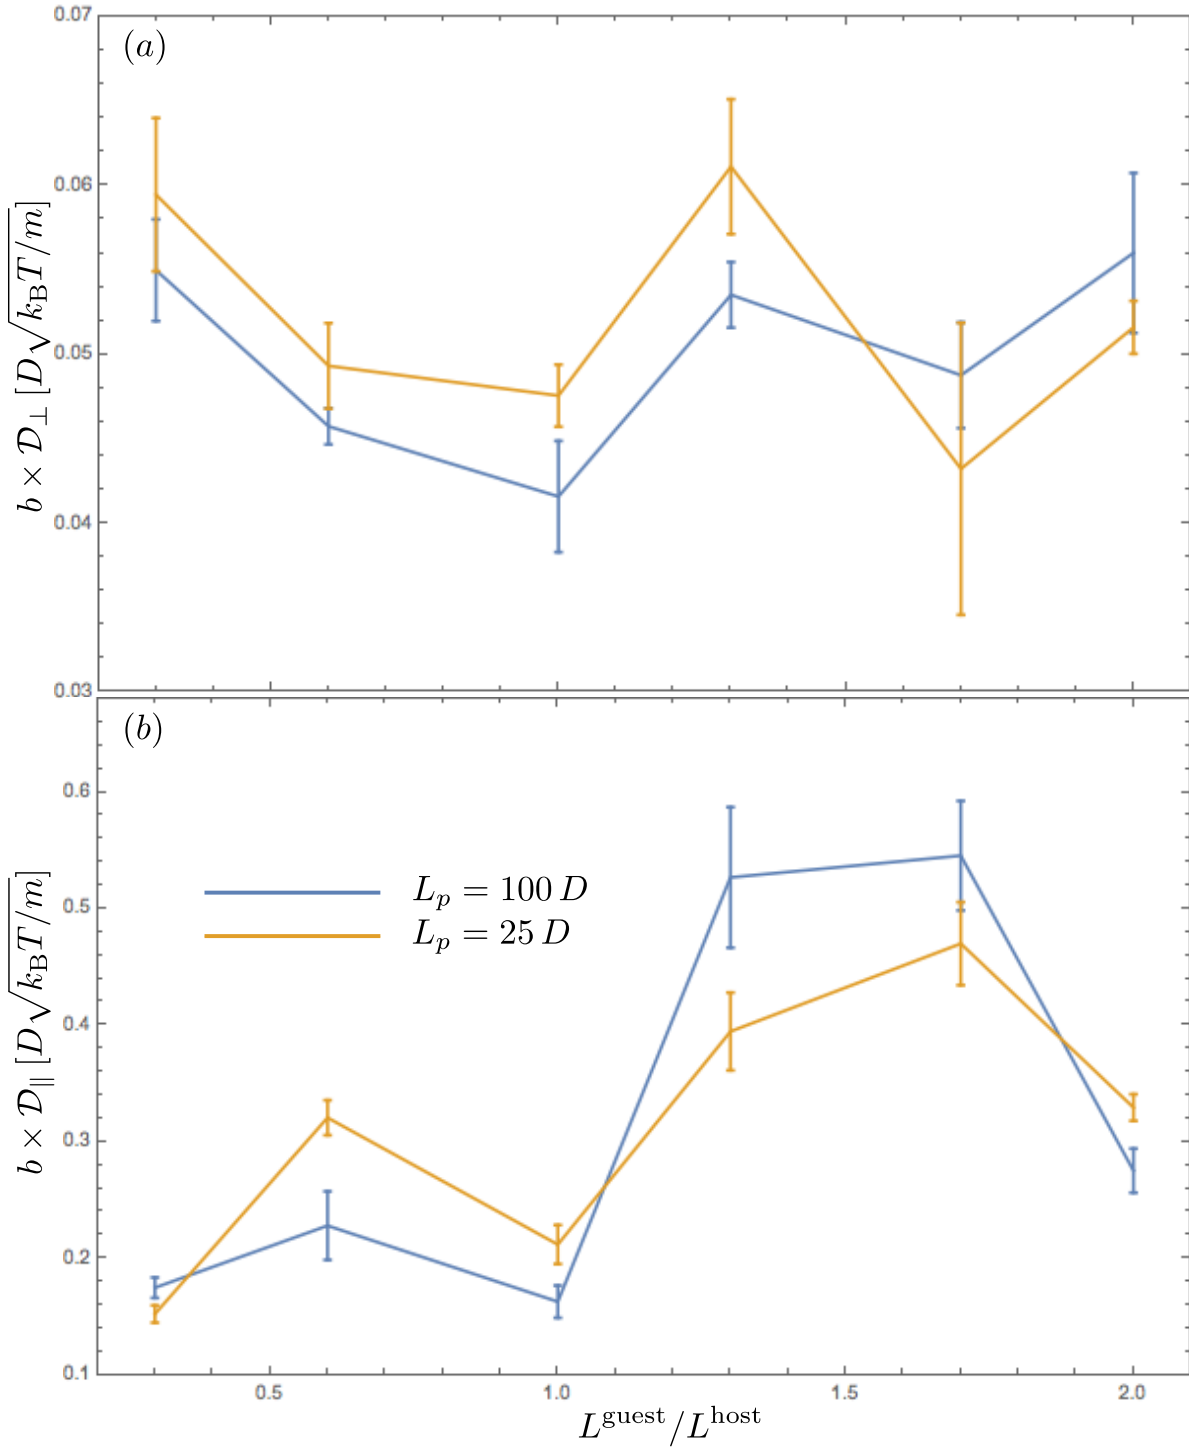 (a)
0.07
0.06
0.05
0.04
0.03
b × 𝒟⊥ [D√(k_B T/m)]
(b)
0.6
0.5
0.4
0.3
0.2
0.1
b × 𝒟∥ [D√(k_B T/m)]
L_p = 100 D
L_p = 25 D
0.5 1.0 1.5 2.0
L^guest/L^host